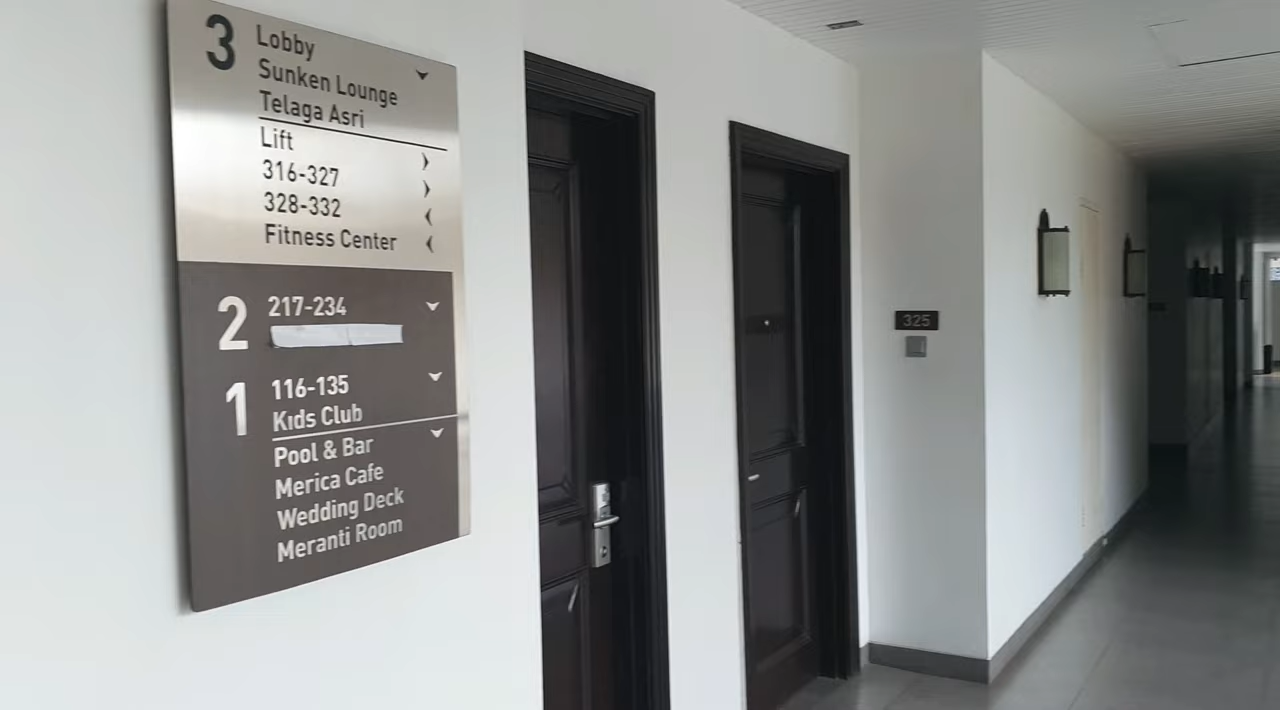 3
Lobby
Sunken Lounge
Telaga Asri
Lift
316-327
328-332
Fitness Center
2
217-234
1
116-135
Kids Club
Pool & Bar
Merica Cafe
Wedding Deck
Meranti Room
325